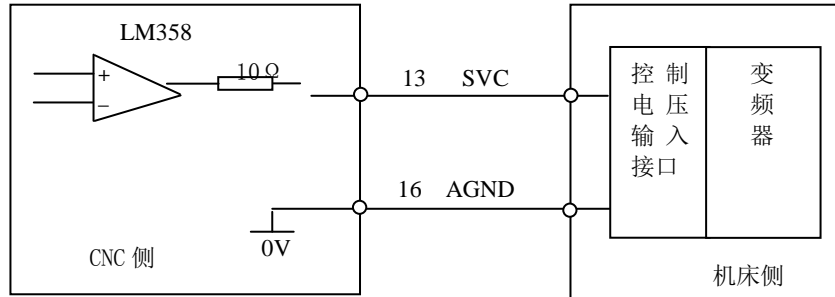 LM358
10Ω
+
−
13 SVC
控制电压输入接口
变频器
16 AGND
0V
CNC 侧
机床侧